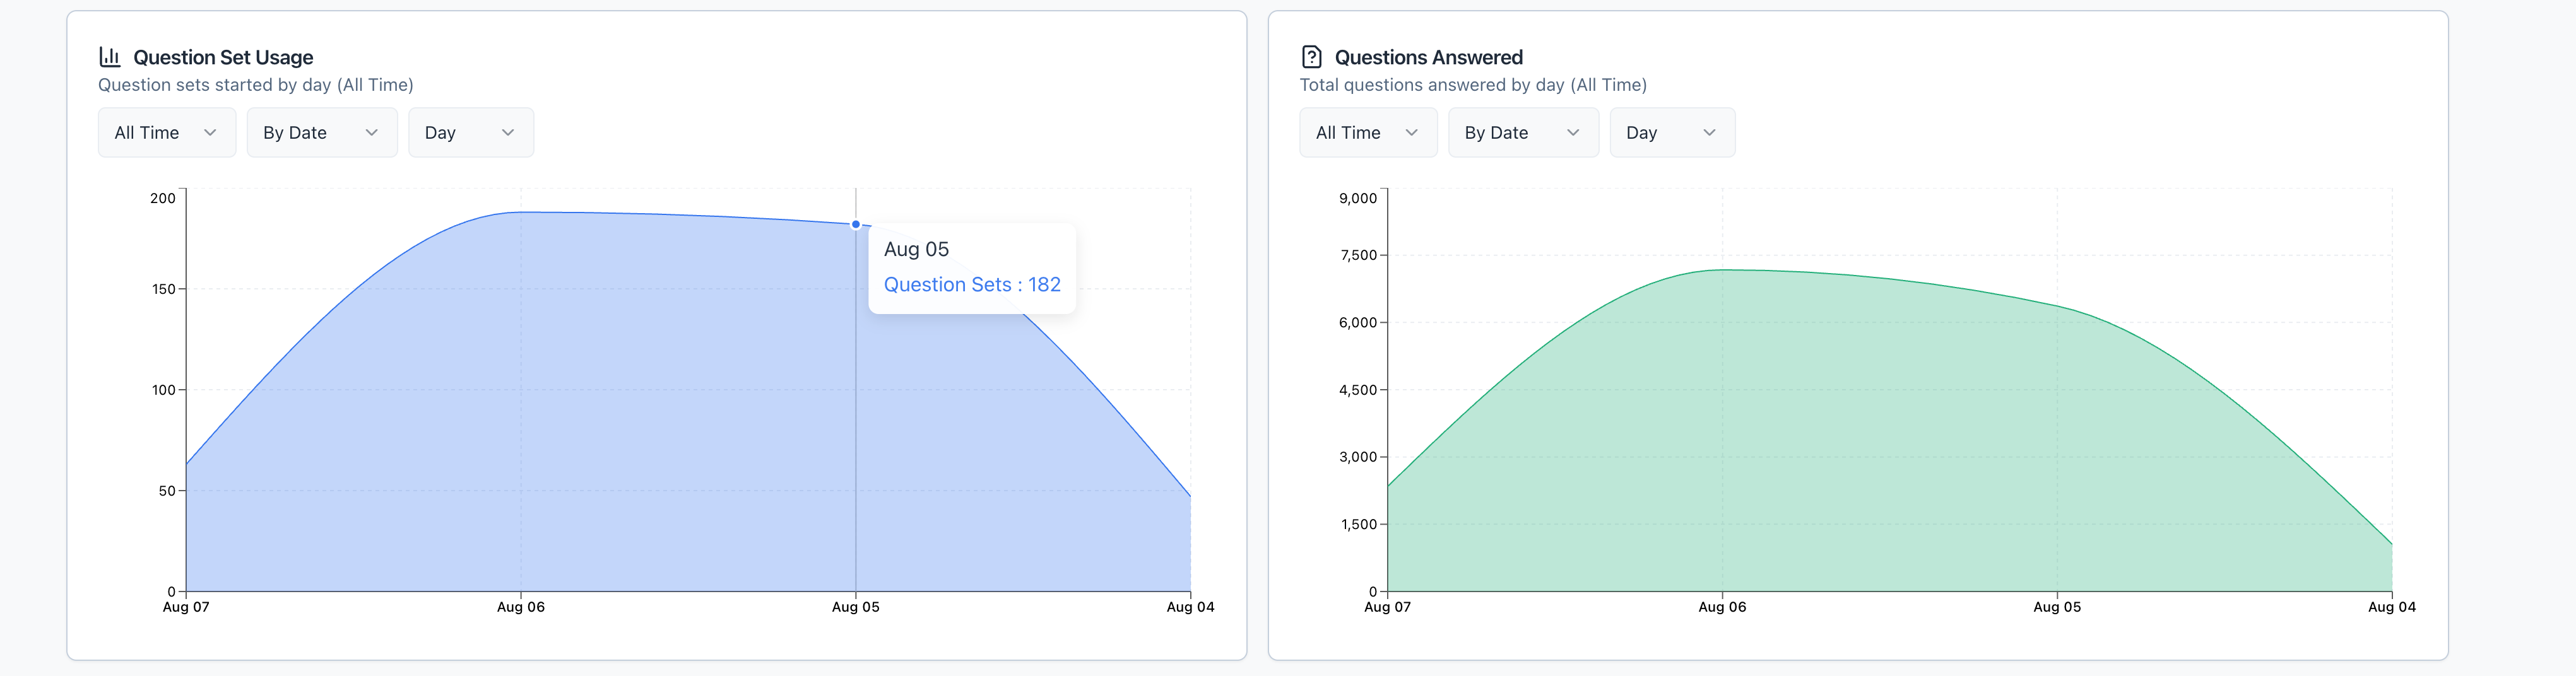 Question Set Usage
Question sets started by day (All Time)
All Time
By Date
Day
200
150
100
50
0
Aug 07
Aug 06
Aug 05
Aug 04
Aug 05
Question Sets : 182
Questions Answered
Total questions answered by day (All Time)
All Time
By Date
Day
9,000
7,500
6,000
4,500
3,000
1,500
0
Aug 07
Aug 06
Aug 05
Aug 04